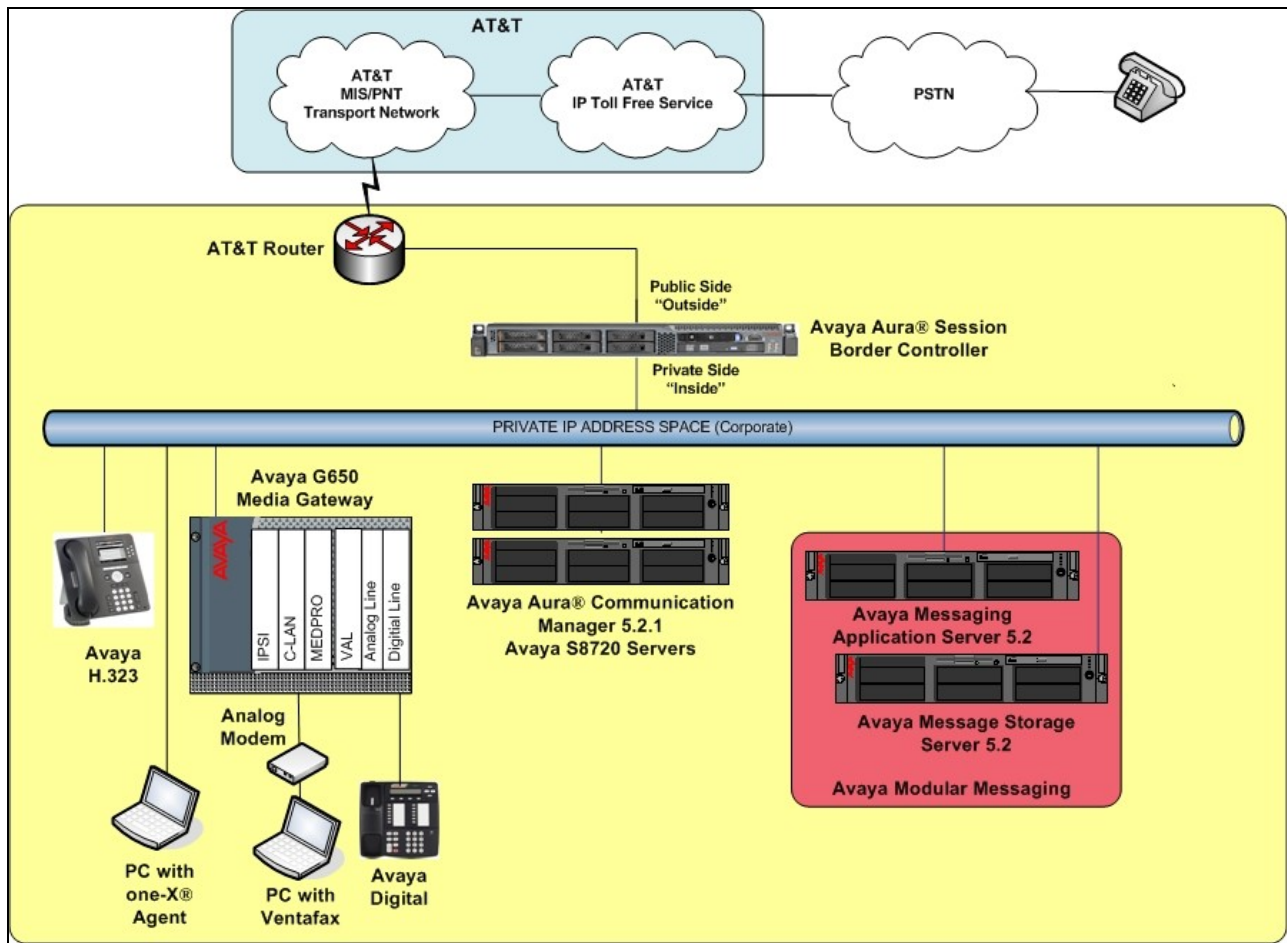 AT&T
AT&T
MIS/PNT
Transport Network
AT&T
IP Toll Free Service
PSTN
AT&T Router
Public Side
“Outside”
Avaya Aura® Session
Border Controller
Private Side
“Inside”
PRIVATE IP ADDRESS SPACE (Corporate)
Avaya G650
Media Gateway
AVAYA
IPSI
C-LAN
MEDPRO
VAL
Analog Line
Digitial Line
Avaya
H.323
Avaya Aura® Communication
Manager 5.2.1
Avaya S8720 Servers
Avaya Messaging
Application Server 5.2
Avaya Message Storage
Server 5.2
Avaya Modular Messaging
Analog
Modem
PC with
one-X®
Agent
PC with
Ventafax
Avaya
Digital